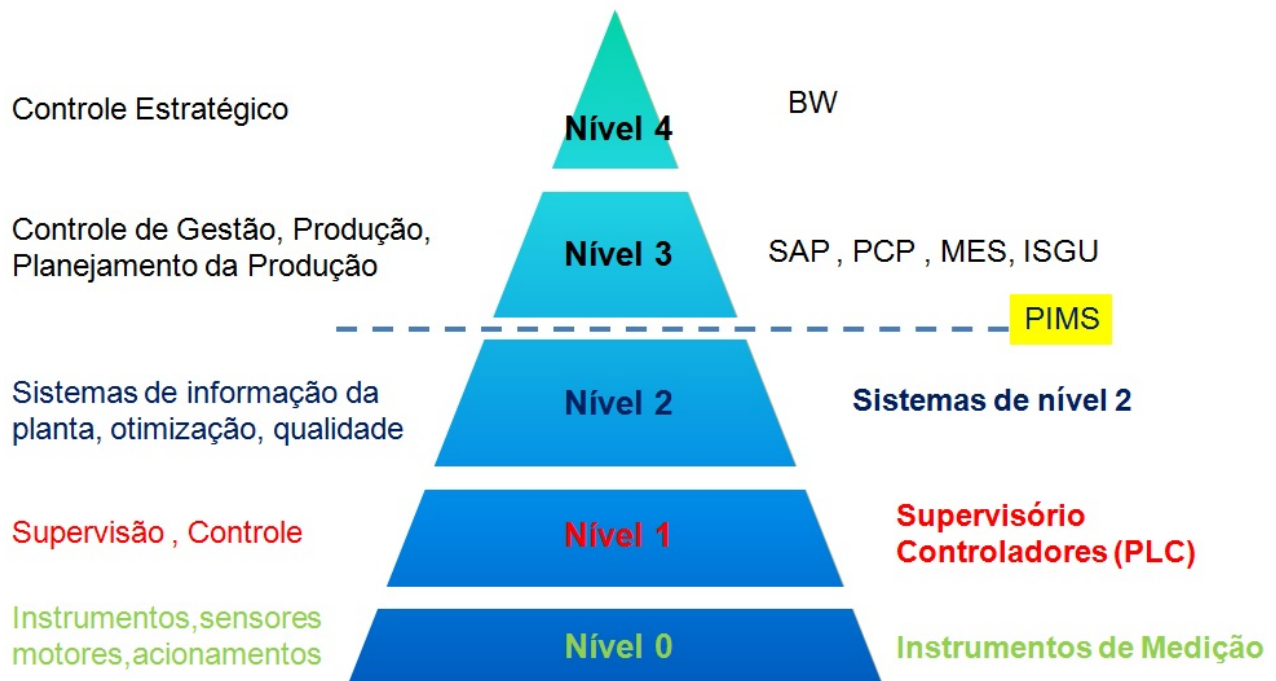 Controle Estratégico
Nível 4
BW
Controle de Gestão, Produção,
Planejamento da Produção
Nível 3
SAP , PCP , MES, ISGU
PIMS
Sistemas de informação da
planta, otimização, qualidade
Nível 2
Sistemas de nível 2
Supervisão , Controle
Nível 1
Supervisório
Controladores (PLC)
Instrumentos,sensores
motores,acionamentos
Nível 0
Instrumentos de Medição